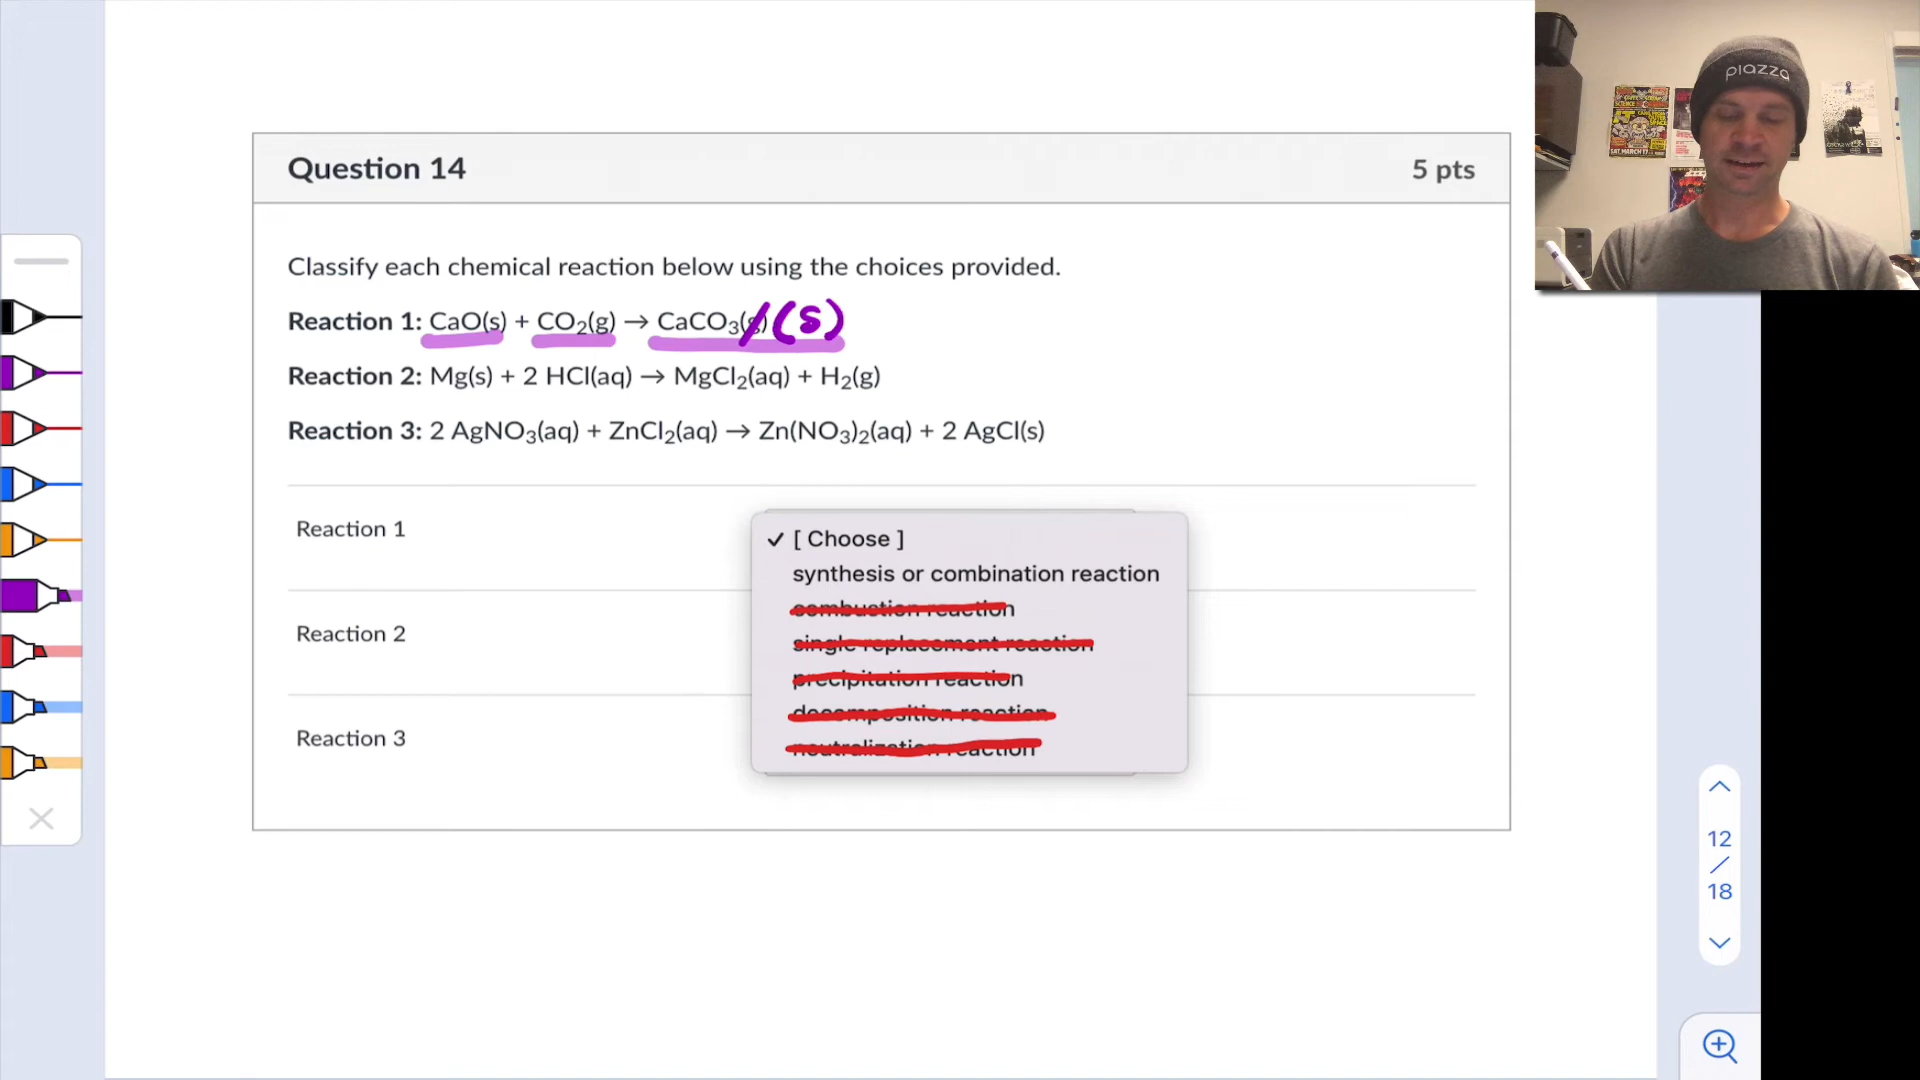 piazza
Question 14
5 pts
Classify each chemical reaction below using the choices provided.
Reaction 1: CaO(s) + CO₂(g) → CaCO₃(g) (s)
Reaction 2: Mg(s) + 2 HCl(aq) → MgCl₂(aq) + H₂(g)
Reaction 3: 2 AgNO₃(aq) + ZnCl₂(aq) → Zn(NO₃)₂(aq) + 2 AgCl(s)
Reaction 1
✓ [ Choose ]
synthesis or combination reaction
combustion reaction
single replacement reaction
precipitation reaction
decomposition reaction
neutralization reaction
Reaction 2
Reaction 3
12
/
18